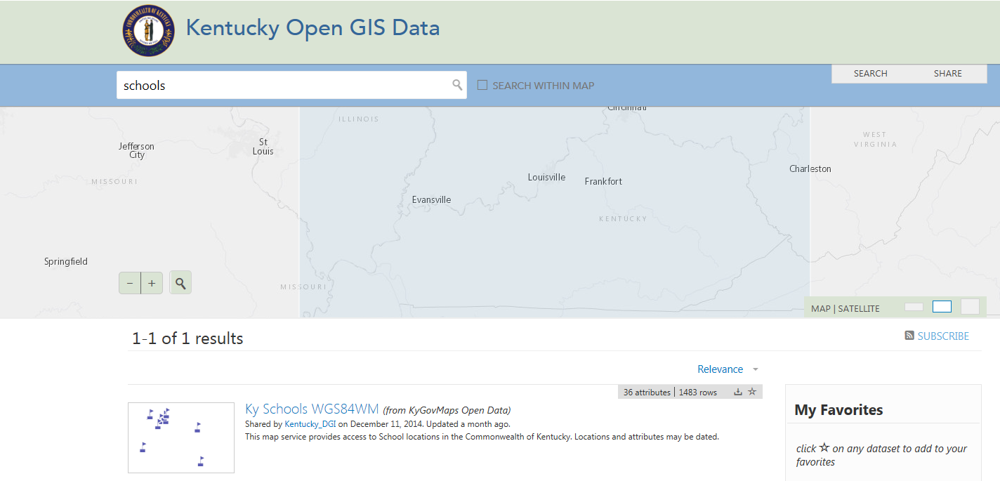 Kentucky Open GIS Data
SEARCH SHARE
schools
SEARCH WITHIN MAP
Cincinnati
ILLINOIS
WEST
VIRGINIA
Jefferson
City
St
Louis
Charleston
MISSOURI
Louisville
Frankfort
Evansville
KENTUCKY
Springfield
− +
MISSOURI
MAP | SATELLITE
1-1 of 1 results
SUBSCRIBE
Relevance
36 attributes | 1483 rows
Ky Schools WGS84WM (from KyGovMaps Open Data)
Shared by Kentucky_DGI on December 11, 2014. Updated a month ago.
This map service provides access to School locations in the Commonwealth of Kentucky. Locations and attributes may be dated.
My Favorites
click ☆ on any dataset to add to your
favorites